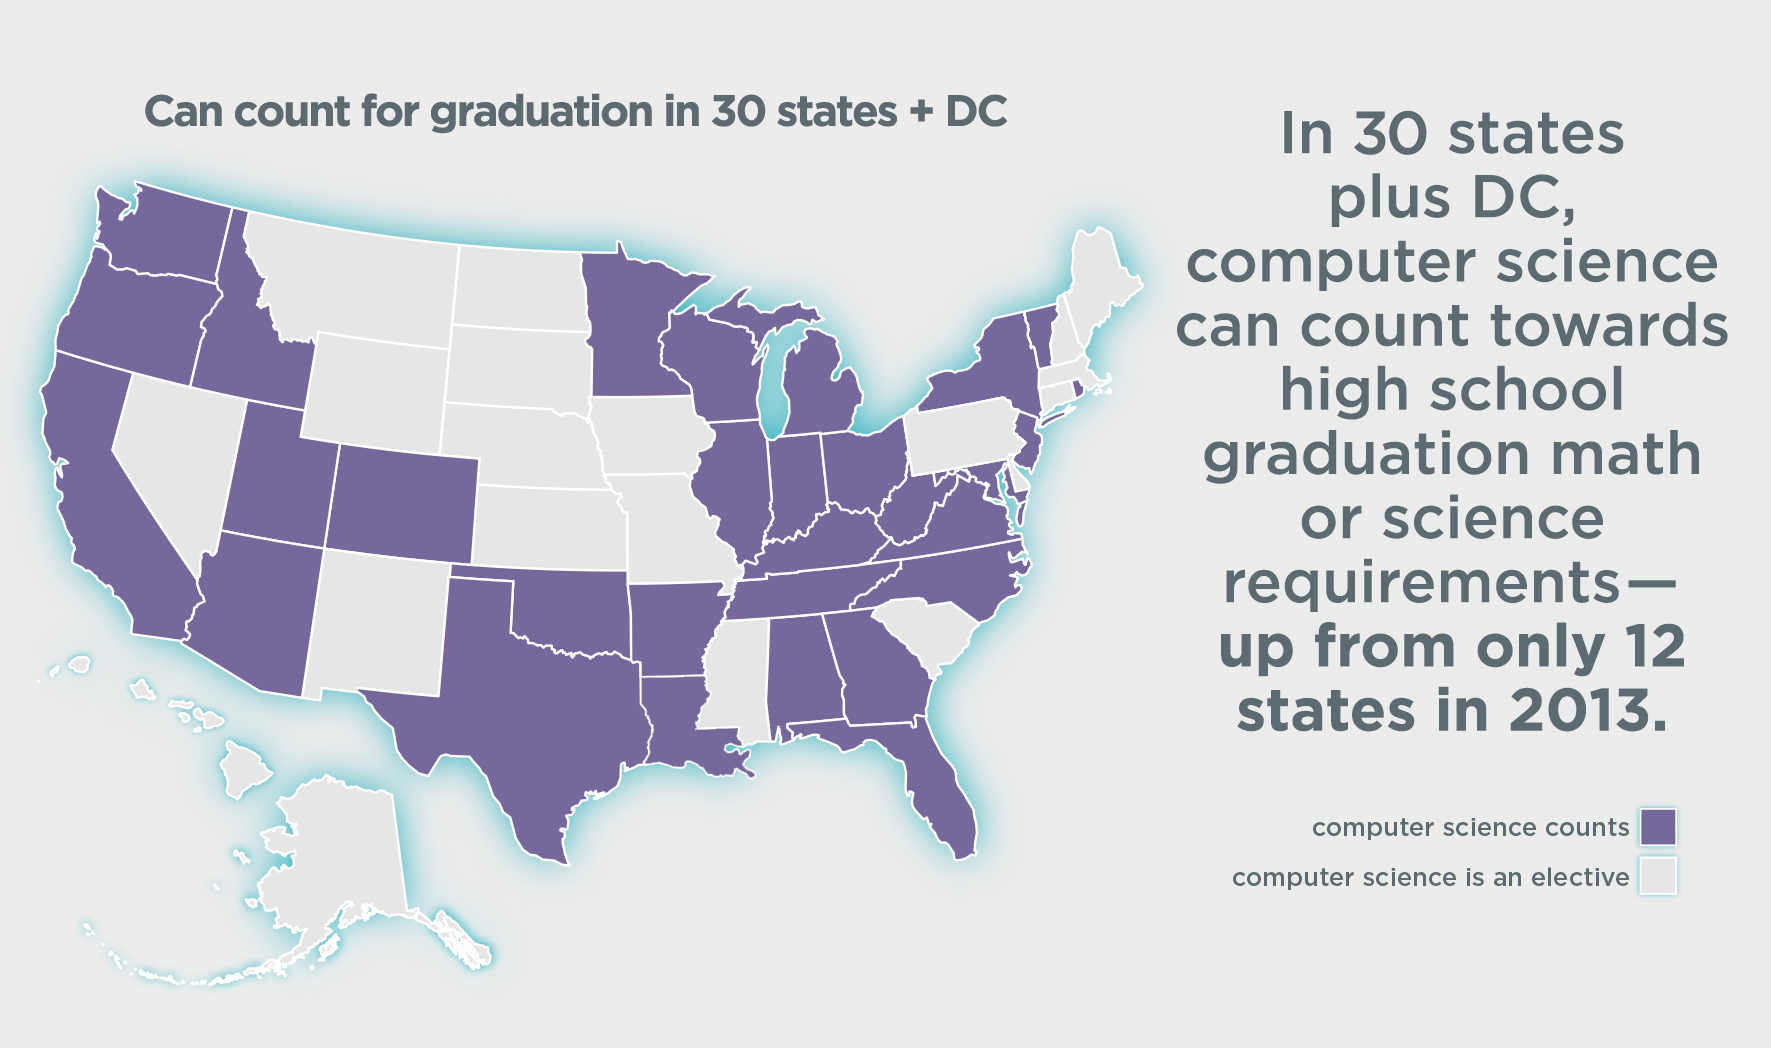 Can count for graduation in 30 states + DC
In 30 states
plus DC,
computer science
can count towards
high school
graduation math
or science
requirements—
up from only 12
states in 2013.
computer science counts
computer science is an elective